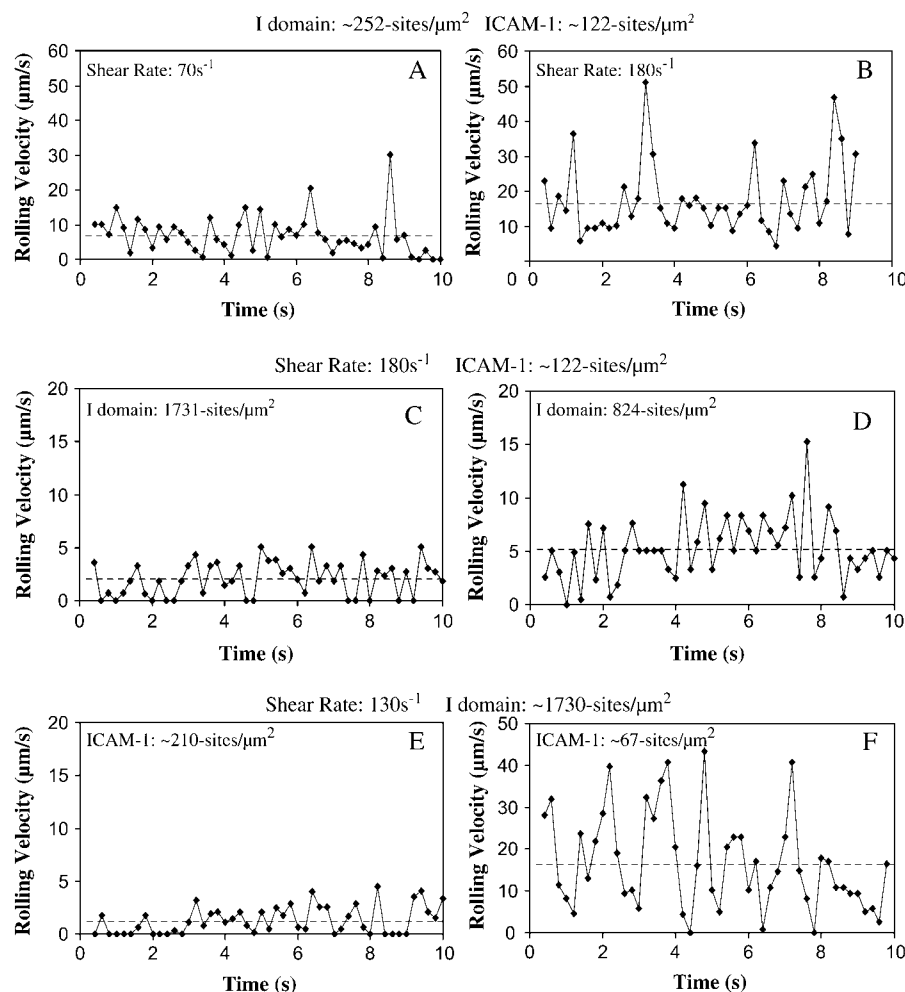 I domain: ~252-sites/µm² ICAM-1: ~122-sites/µm²
Rolling Velocity (µm/s)
60
50
40
30
20
10
0
Shear Rate: 70s⁻¹
A
0 2 4 6 8 10
Time (s)
Rolling Velocity (µm/s)
60
50
40
30
20
10
0
Shear Rate: 180s⁻¹
B
0 2 4 6 8 10
Time (s)
Shear Rate: 180s⁻¹ ICAM-1: ~122-sites/µm²
Rolling Velocity (µm/s)
20
15
10
5
0
I domain: 1731-sites/µm²
C
0 2 4 6 8 10
Time (s)
Rolling Velocity (µm/s)
20
15
10
5
0
I domain: 824-sites/µm²
D
0 2 4 6 8 10
Time (s)
Shear Rate: 130s⁻¹ I domain: ~1730-sites/µm²
Rolling Velocity (µm/s)
20
15
10
5
0
ICAM-1: ~210-sites/µm²
E
0 2 4 6 8 10
Time (s)
Rolling Velocity (µm/s)
50
40
30
20
10
0
ICAM-1: ~67-sites/µm²
F
0 2 4 6 8 10
Time (s)